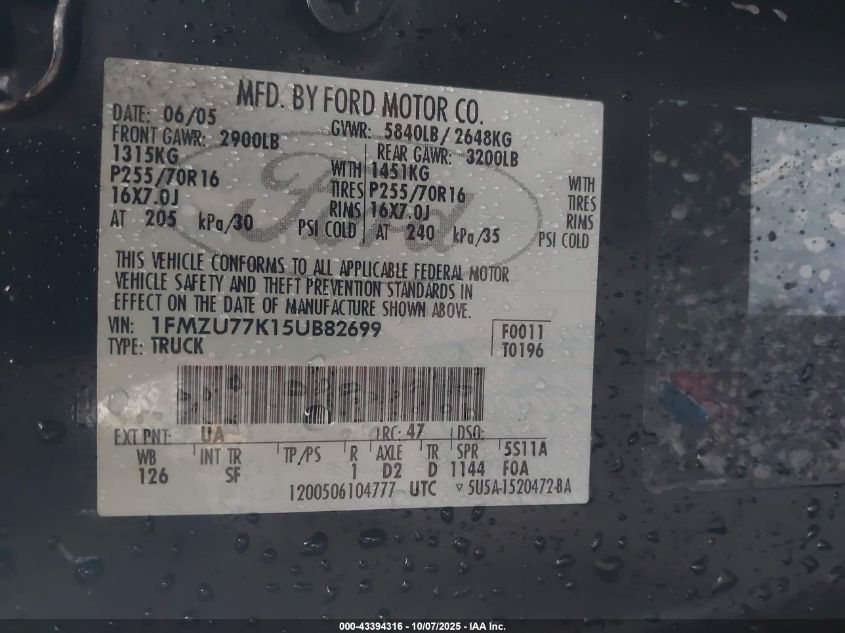 MFD. BY FORD MOTOR CO.
DATE: 06/05 GVWR: 5840LB / 2648KG
FRONT GAWR: 2900LB REAR GAWR: 3200LB
1315KG WITH 1451KG WITH
P255/70R16 TIRES P255/70R16 TIRES
16X7.0J RIMS 16X7.0J RIMS
AT 205 kPa/30 PSI COLD AT 240 kPa/35 PSI COLD
Ford
THIS VEHICLE CONFORMS TO ALL APPLICABLE FEDERAL MOTOR
VEHICLE SAFETY AND THEFT PREVENTION STANDARDS IN
EFFECT ON THE DATE OF MANUFACTURE SHOWN ABOVE.
VIN: 1FMZU77K15UB82699 F0011
TYPE: TRUCK T0196
EXT PNT: UA RC: 47 DSO:
WB INT TR TP/PS R AXLE TR SPR 5S11A
126 SF 1 D2 D 1144 F0A
1200506104777 UTC ▽ 5U5A-1520472-BA
000-43394316 - 10/07/2025 - IAA Inc.